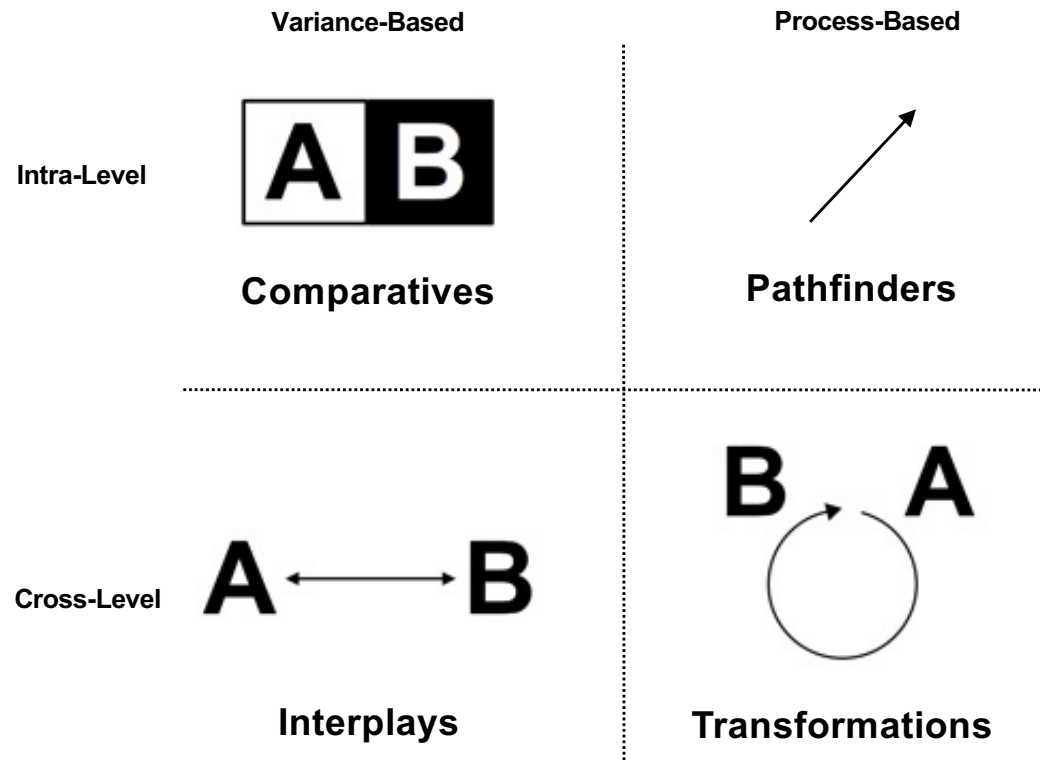 Variance-Based
Process-Based
A B
Intra-Level
Comparatives
Pathfinders
B A
A B
Cross-Level
Interplays
Transformations